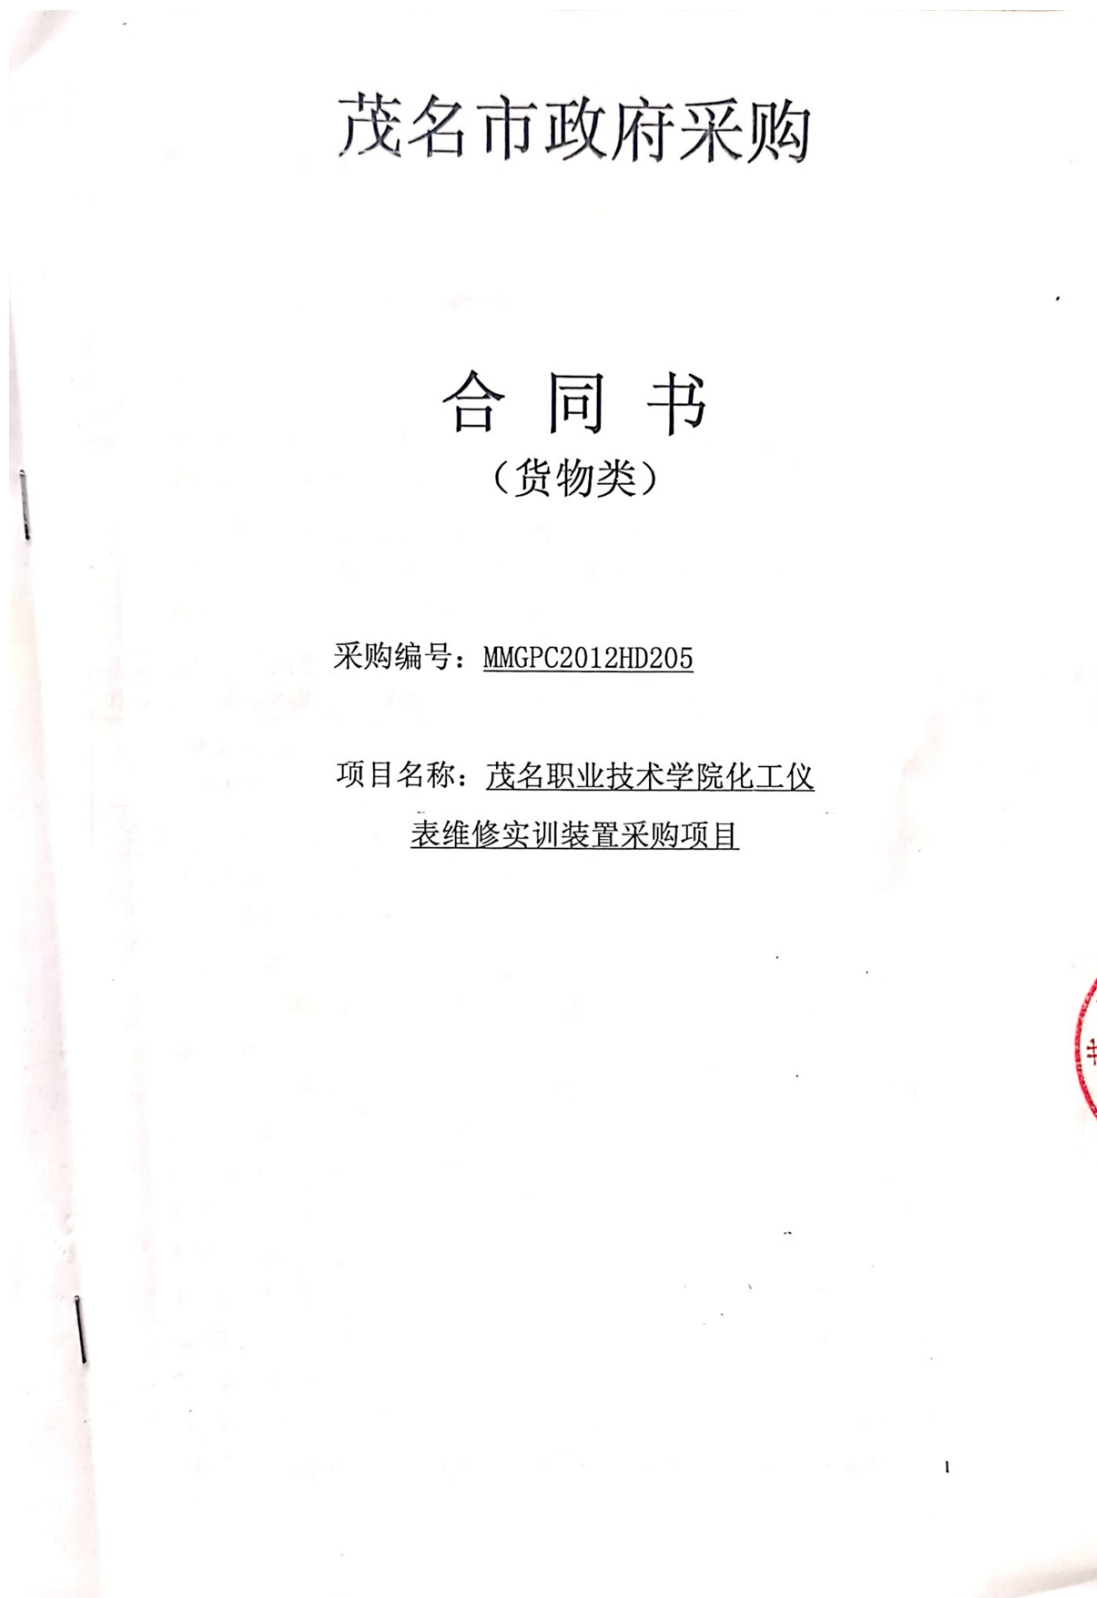 茂名市政府采购
合同书
（货物类）
采购编号：MMGPC2012HD205
项目名称：茂名职业技术学院化工仪
表维修实训装置采购项目
1